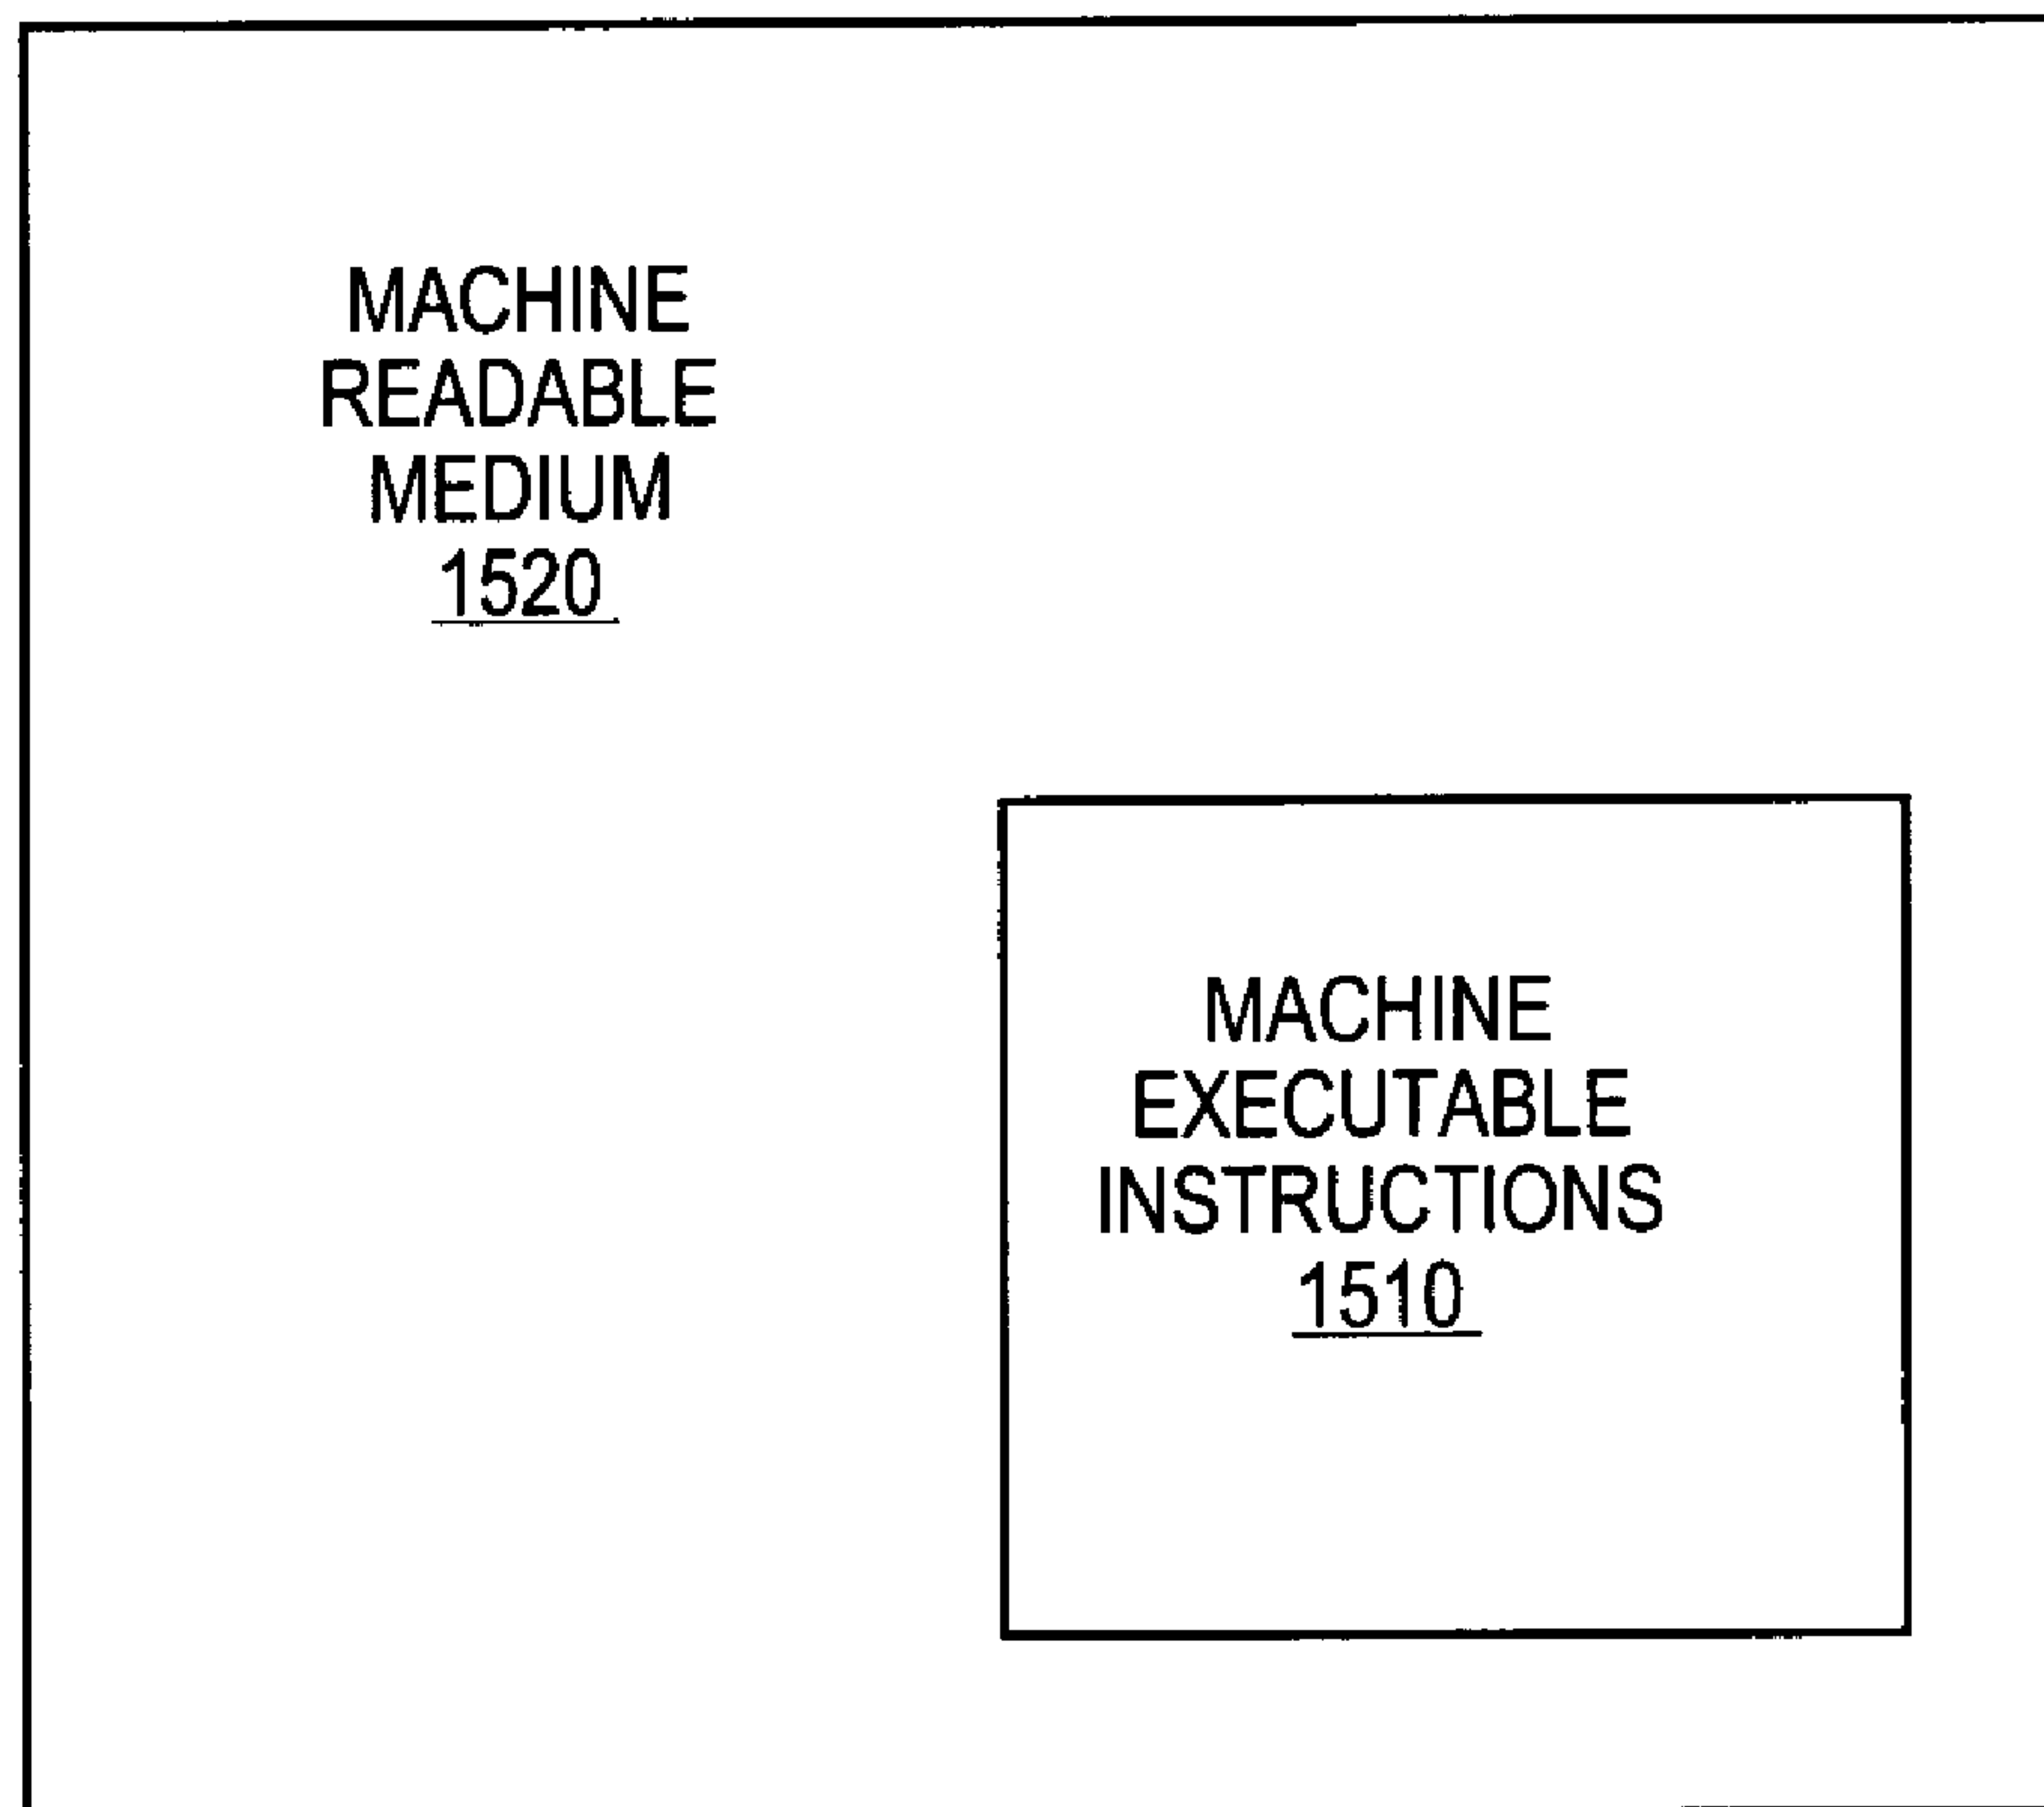 MACHINE
READABLE
MEDIUM
1520
MACHINE
EXECUTABLE
INSTRUCTIONS
1510